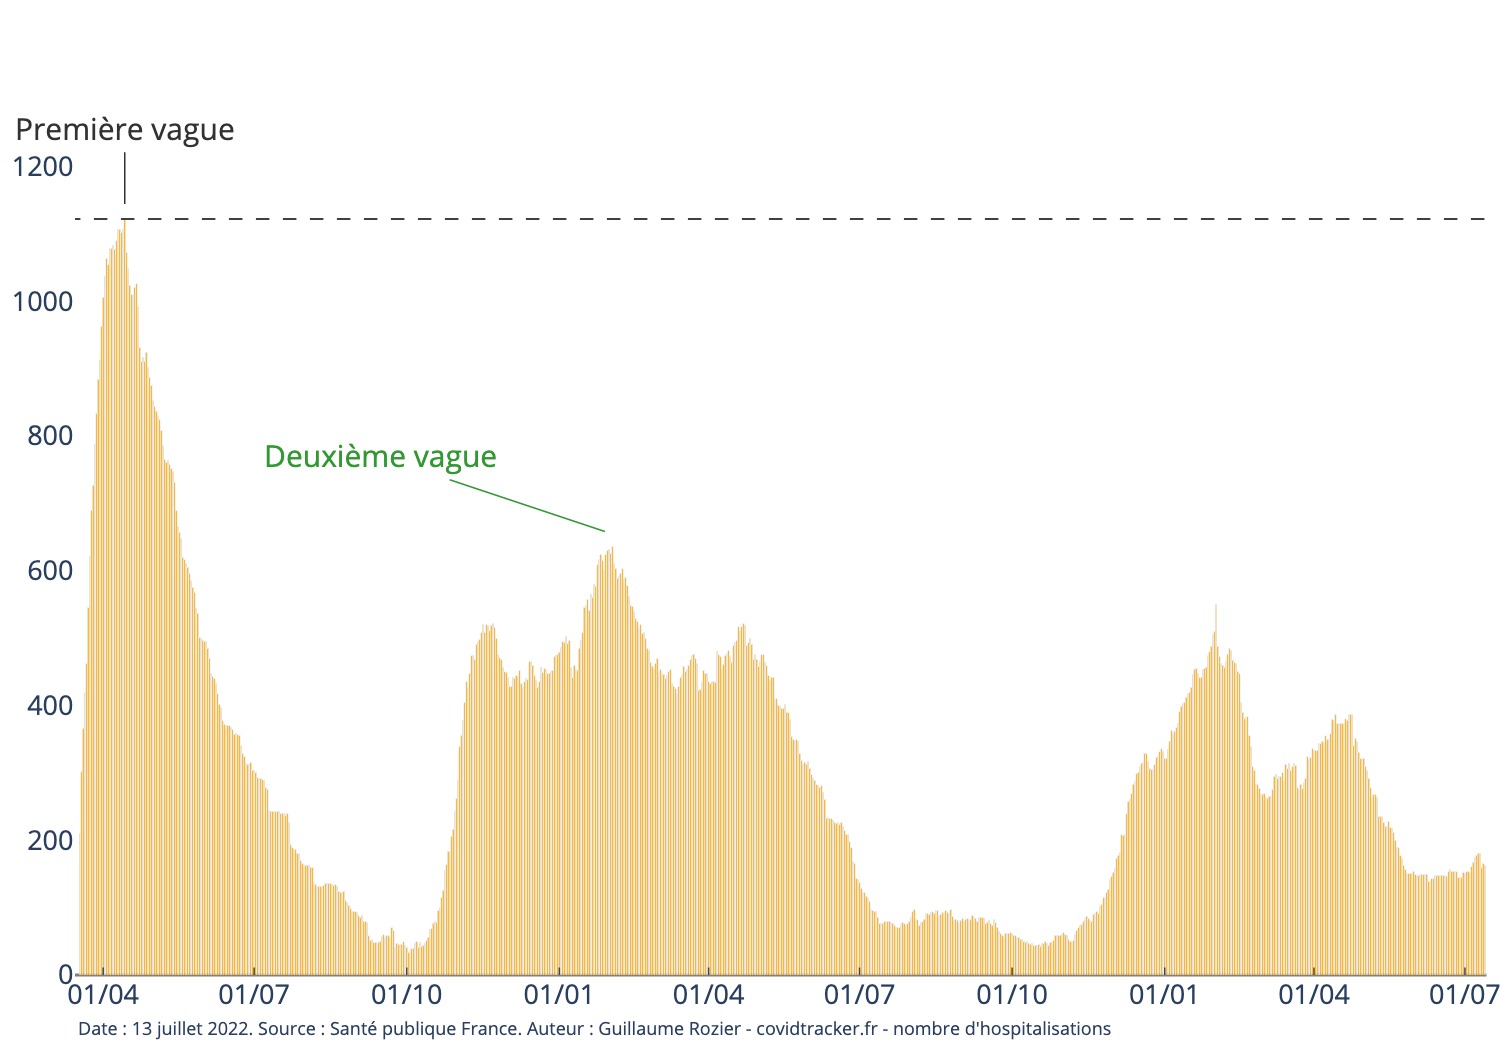 Première vague
1200
1000
800
Deuxième vague
600
400
200
0
01/04 01/07 01/10 01/01 01/04 01/07 01/10 01/01 01/04 01/07
Date : 13 juillet 2022. Source : Santé publique France. Auteur : Guillaume Rozier - covidtracker.fr - nombre d'hospitalisations